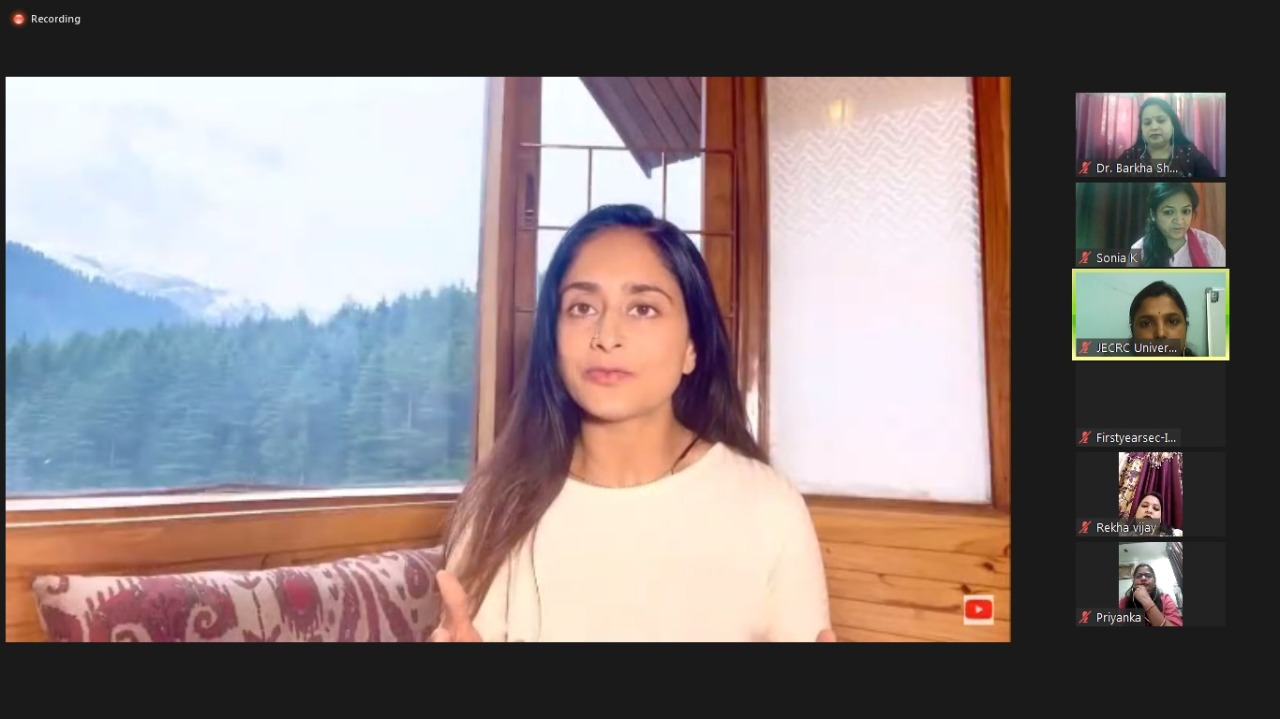 Recording
Dr. Barkha Sh...
Sonia K
JECRC Univer...
Firstyearsec-I...
Rekha vijay
Priyanka